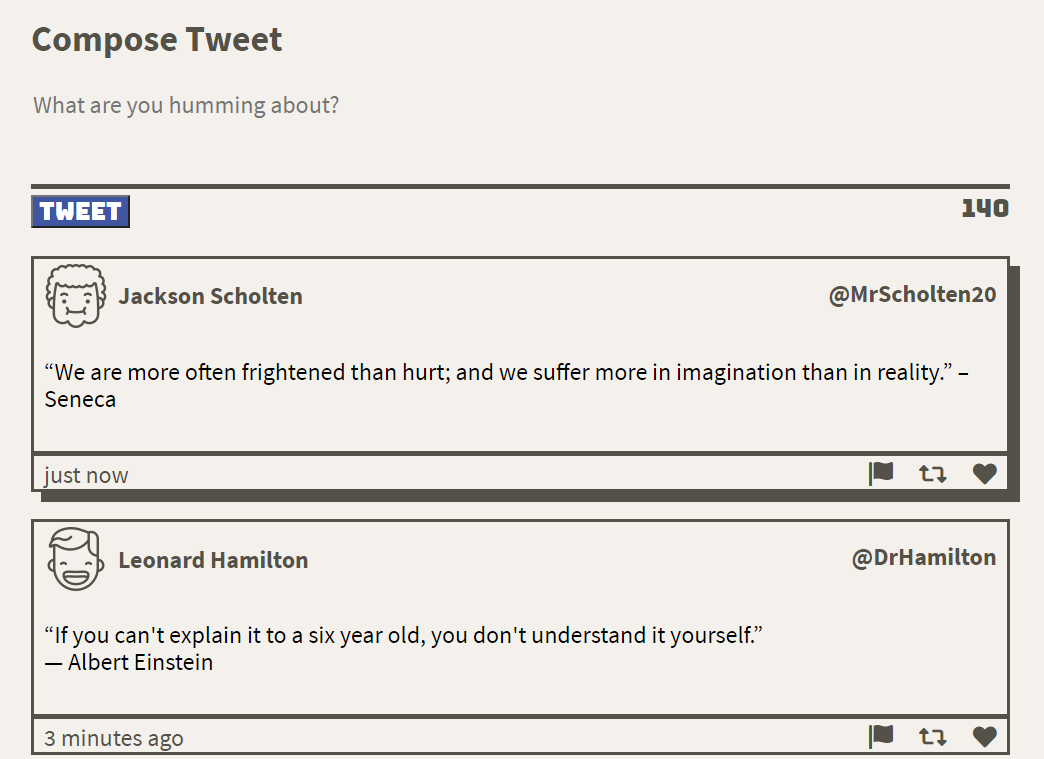 Compose Tweet
What are you humming about?
TWEET 140
Jackson Scholten @MrScholten20
“We are more often frightened than hurt; and we suffer more in imagination than in reality.” –
Seneca
just now
Leonard Hamilton @DrHamilton
“If you can't explain it to a six year old, you don't understand it yourself.”
— Albert Einstein
3 minutes ago